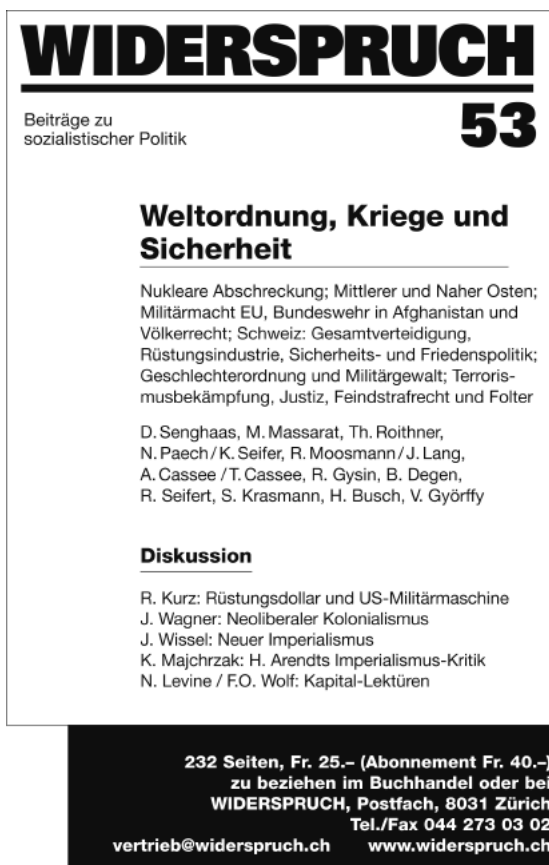 WIDERSPRUCH
53
Beiträge zu
sozialistischer Politik
Weltordnung, Kriege und
Sicherheit
Nukleare Abschreckung; Mittlerer und Naher Osten;
Militärmacht EU, Bundeswehr in Afghanistan und
Völkerrecht; Schweiz: Gesamtverteidigung,
Rüstungsindustrie, Sicherheits- und Friedenspolitik;
Geschlechterordnung und Militärgewalt; Terroris-
musbekämpfung, Justiz, Feindstrafrecht und Folter
D. Senghaas, M. Massarat, Th. Roithner,
N. Paech / K. Seifer, R. Moosmann / J. Lang,
A. Cassee / T. Cassee, R. Gysin, B. Degen,
R. Seifert, S. Krasmann, H. Busch, V. Györffy
Diskussion
R. Kurz: Rüstungsdollar und US-Militärmaschine
J. Wagner: Neoliberaler Kolonialismus
J. Wissel: Neuer Imperialismus
K. Majchrzak: H. Arendts Imperialismus-Kritik
N. Levine / F.O. Wolf: Kapital-Lektüren
232 Seiten, Fr. 25.– (Abonnement Fr. 40.–)
zu beziehen im Buchhandel oder bei
WIDERSPRUCH, Postfach, 8031 Zürich
Tel./Fax 044 273 03 02
vertrieb@widerspruch.ch www.widerspruch.ch